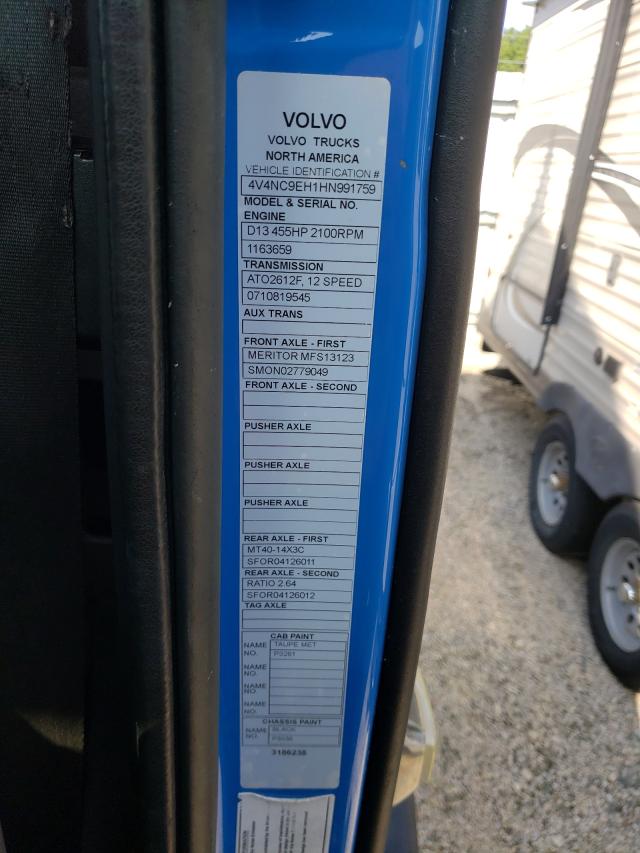 VOLVO
VOLVO TRUCKS
NORTH AMERICA
VEHICLE IDENTIFICATION #
4V4NC9EH1HN991759
MODEL & SERIAL NO.
ENGINE
D13 455HP 2100RPM
1163659
TRANSMISSION
ATO2612F, 12 SPEED
0710819545
AUX TRANS
FRONT AXLE - FIRST
MERITOR MFS13123
SMON02779049
FRONT AXLE - SECOND
PUSHER AXLE
PUSHER AXLE
PUSHER AXLE
REAR AXLE - FIRST
MT40-14X3C
SFOR04126011
REAR AXLE - SECOND
RATIO 2.64
SFOR04126012
TAG AXLE
CAB PAINT
NAME TAUPE MET
NO. P3261
NAME
NO.
NAME
NO.
NAME
NO.
CHASSIS PAINT
NAME BLACK
NO.
3186238